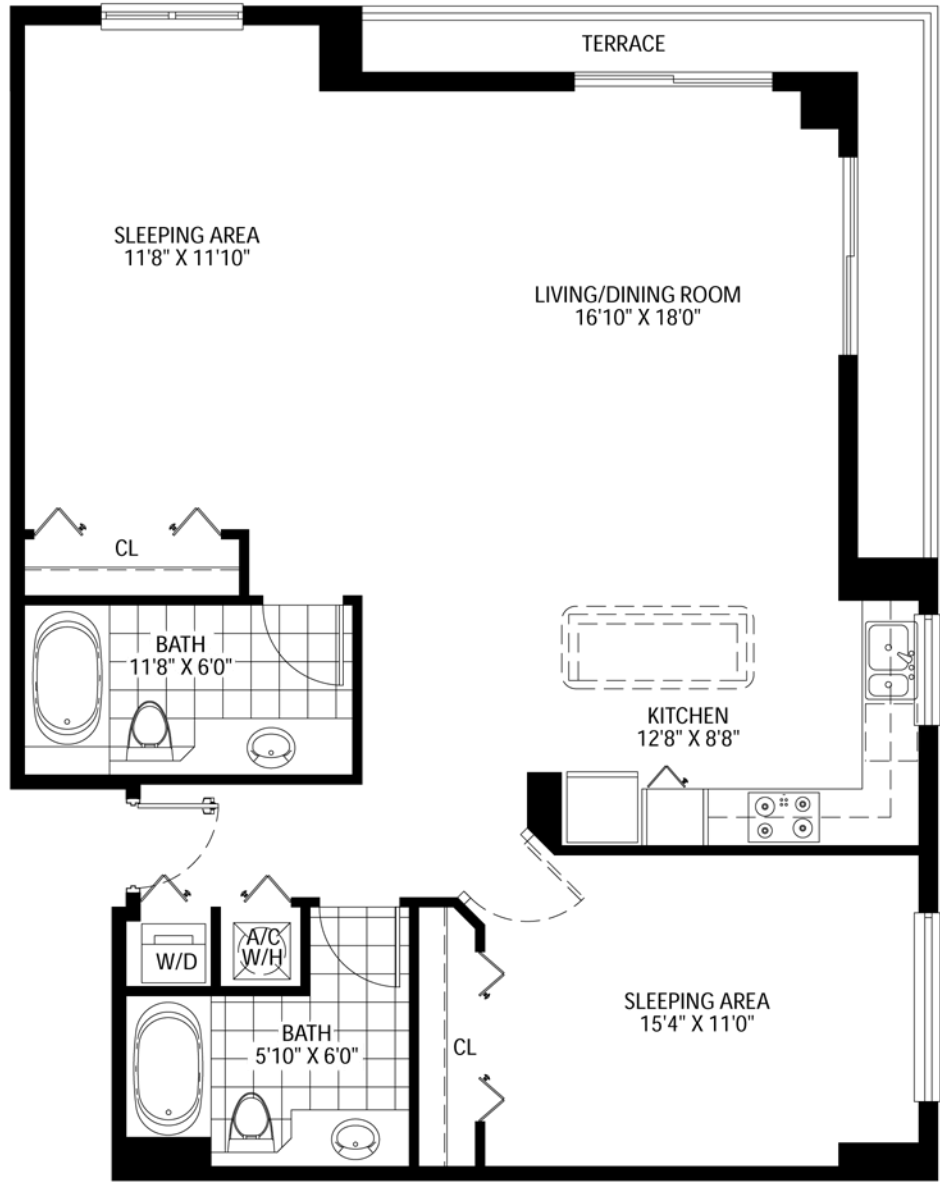 TERRACE
SLEEPING AREA
11'8" X 11'10"
LIVING/DINING ROOM
16'10" X 18'0"
CL
BATH
11'8" X 6'0"
KITCHEN
12'8" X 8'8"
A/C
W/H
W/D
SLEEPING AREA
15'4" X 11'0"
BATH
5'10" X 6'0"
CL